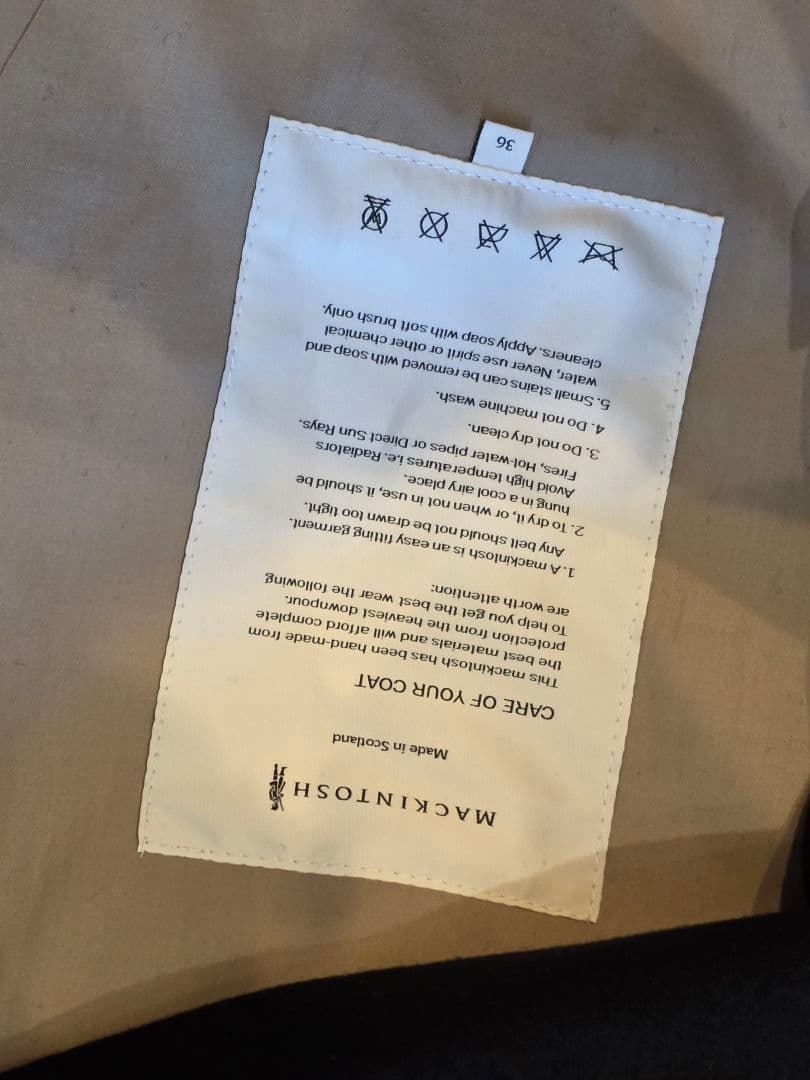 MACKINTOSH
Made in Scotland
CARE OF YOUR COAT
This mackintosh has been hand-made from
the best materials and will afford complete
protection from the heaviest downpour.
To help you get the best wear the following
are worth attention:
1. A mackintosh is an easy fitting garment.
Any belt should not be drawn too tight.
2. To dry it, or when not in use, it should be
hung in a cool airy place.
Avoid high temperatures i.e. Radiators
Fires, Hot-water pipes or Direct Sun Rays.
3. Do not dry clean.
4. Do not machine wash.
5. Small stains can be removed with soap and
water, Never use spirit or other chemical
cleaners. Apply soap with soft brush only.
36